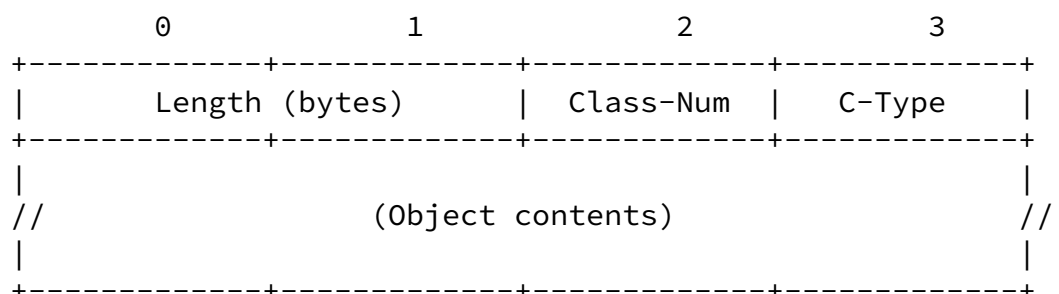 0 1 2 3
+-------------+-------------+-------------+-------------+
| Length (bytes) | Class-Num | C-Type |
+-------------+-------------+-------------+-------------+
| |
// (Object contents) //
| |
+-------------+-------------+-------------+-------------+